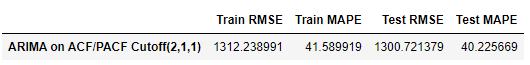 Train RMSE Train MAPE Test RMSE Test MAPE
ARIMA on ACF/PACF Cutoff(2,1,1) 1312.238991 41.589919 1300.721379 40.225669